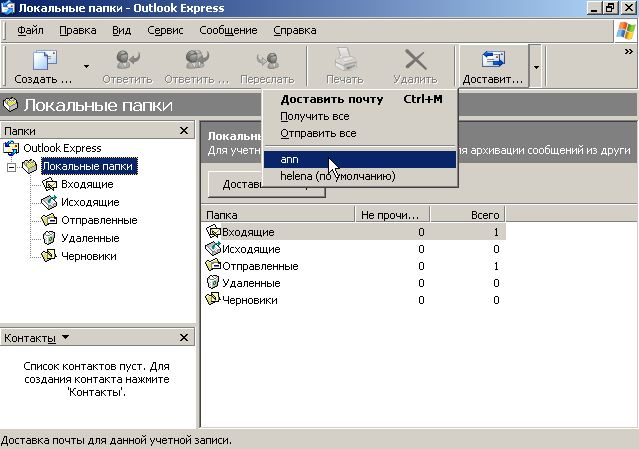 Локальные папки - Outlook Express
Файл Правка Вид Сервис Сообщение Справка
Создать ... Ответить Ответить ... Переслать Печать Удалить Доставит...
Локальные папки
Доставить почту Ctrl+M
Получить все
Отправить все
ann
helena (по умолчанию)
Папки
Outlook Express
Локальные папки
Входящие
Исходящие
Отправленные
Удаленные
Черновики
Локальн
Для учетн ля архивации сообщений из други
Достав
Папка Не прочи... Всего
Входящие 0 1
Исходящие 0 0
Отправленные 0 1
Удаленные 0 0
Черновики 0 0
Контакты
Список контактов пуст. Для
создания контакта нажмите
'Контакты'.
Доставка почты для данной учетной записи.